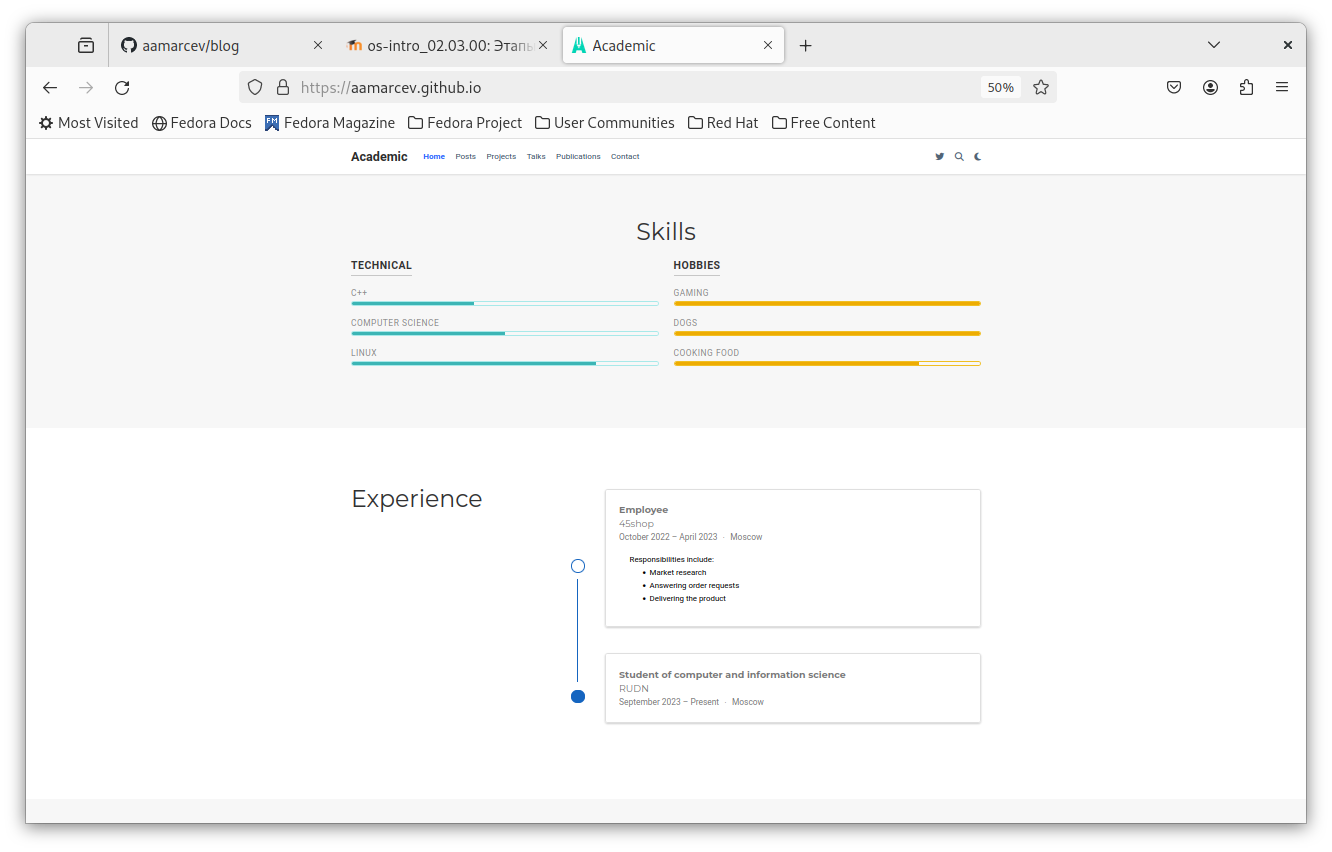 aamarcev/blog
os-intro_02.03.00: Этапы
Academic
https://aamarcev.github.io
50%
Most Visited Fedora Docs Fedora Magazine Fedora Project User Communities Red Hat Free Content
Academic Home Posts Projects Talks Publications Contact
Skills
TECHNICAL
C++
COMPUTER SCIENCE
LINUX
HOBBIES
GAMING
DOGS
COOKING FOOD
Experience
Employee
45shop
October 2022 – April 2023 · Moscow
Responsibilities include:
• Market research
• Answering order requests
• Delivering the product
Student of computer and information science
RUDN
September 2023 – Present · Moscow